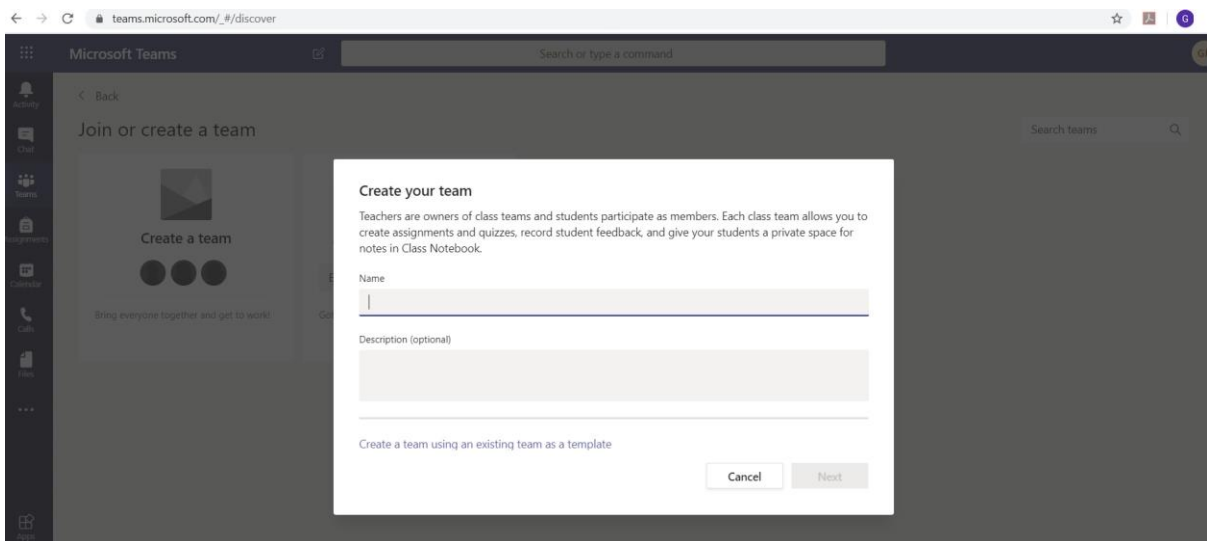 teams.microsoft.com/_#/discover
G
Microsoft Teams
Search or type a command
Activity
Back
Join or create a team
Search teams
Chat
Teams
Create a team
Assignments
Calendar
Bring everyone together and get to work!
Calls
Files
Apps
Create your team
Teachers are owners of class teams and students participate as members. Each class team allows you to
create assignments and quizzes, record student feedback, and give your students a private space for
notes in Class Notebook.
Name
Description (optional)
Create a team using an existing team as a template
Cancel
Next